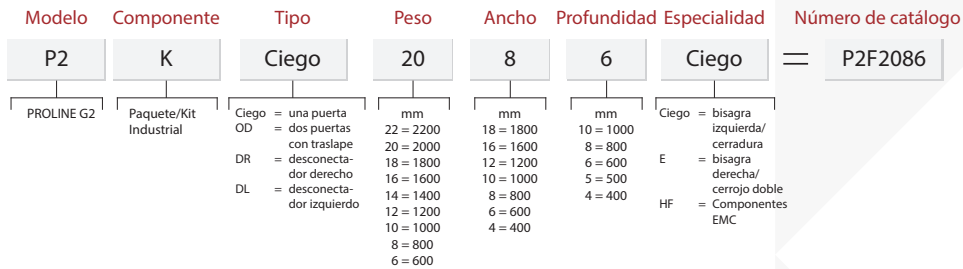 Modelo Componente Tipo Peso Ancho Profundidad Especialidad Número de catálogo
P2 K Ciego 20 8 6 Ciego = P2F2086
PROLINE G2
Paquete/Kit
Industrial
Ciego = una puerta
OD = dos puertas
con traslape
DR = desconecta-
dor derecho
DL = desconecta-
dor izquierdo
mm
22 = 2200
20 = 2000
18 = 1800
16 = 1600
14 = 1400
12 = 1200
10 = 1000
8 = 800
6 = 600
mm
18 = 1800
16 = 1600
12 = 1200
10 = 1000
8 = 800
6 = 600
4 = 400
mm
10 = 1000
8 = 800
6 = 600
5 = 500
4 = 400
Ciego = bisagra
izquierda/
cerradura
E = bisagra
derecha/
cerrojo doble
HF = Componentes
EMC